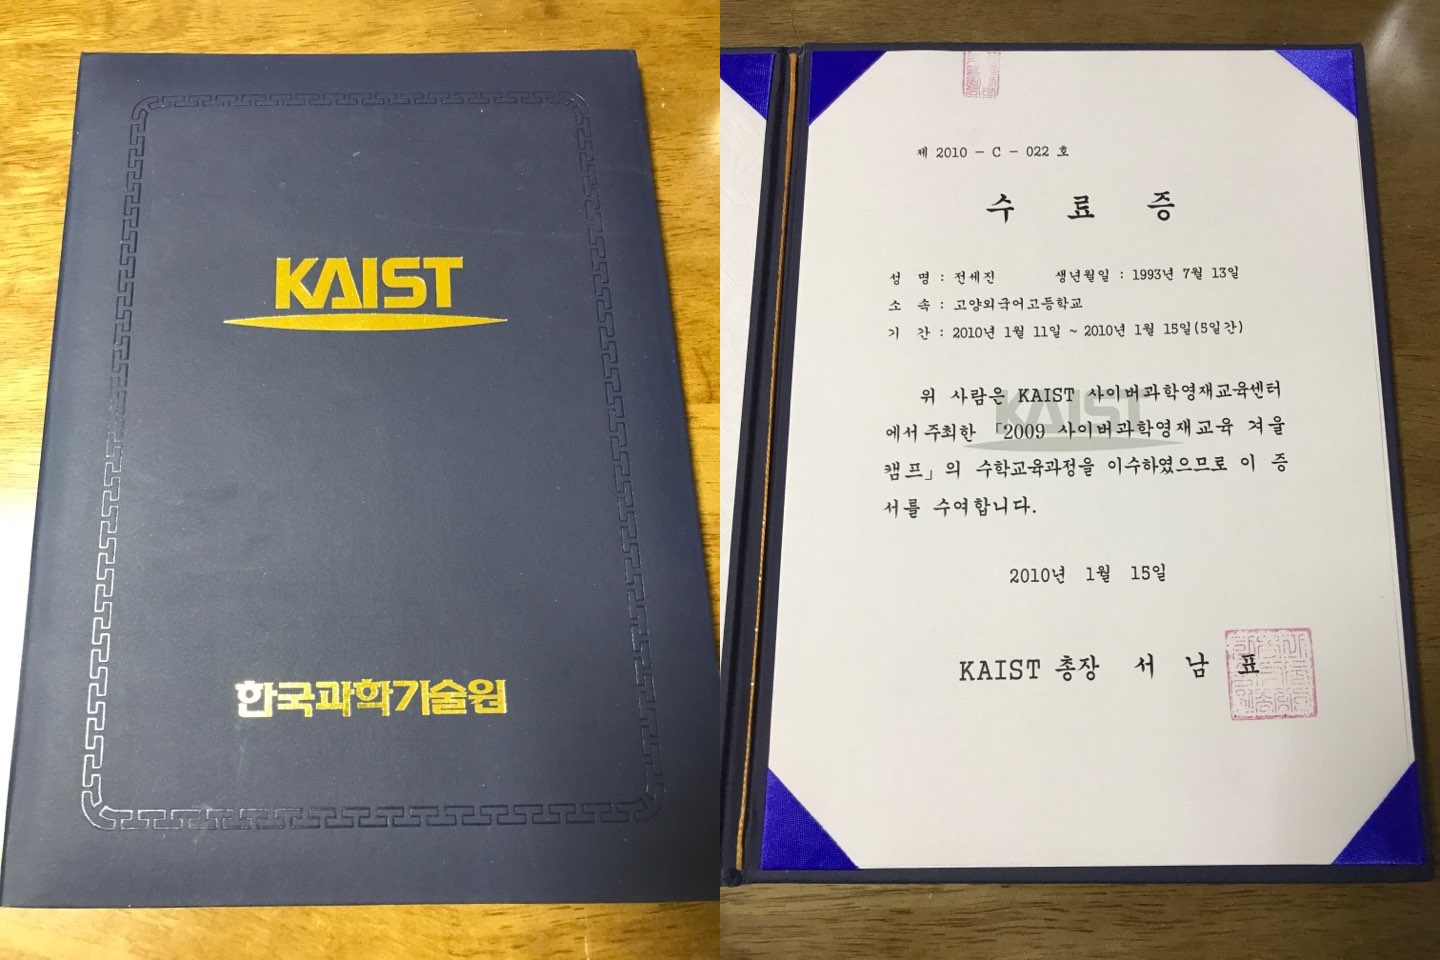 KAIST
한국과학기술원
제 2010 - C - 022 호
수 료 증
성 명 : 전세진 생년월일 : 1993년 7월 13일
소 속 : 고양외국어고등학교
기 간 : 2010년 1월 11일 ~ 2010년 1월 15일(5일간)
KAIST
위 사람은 KAIST 사이버과학영재교육센터
에서 주최한 「2009 사이버과학영재교육 겨울
캠프」의 수학교육과정을 이수하였으므로 이 증
서를 수여합니다.
2010년 1월 15일
KAIST 총장 서 남 표